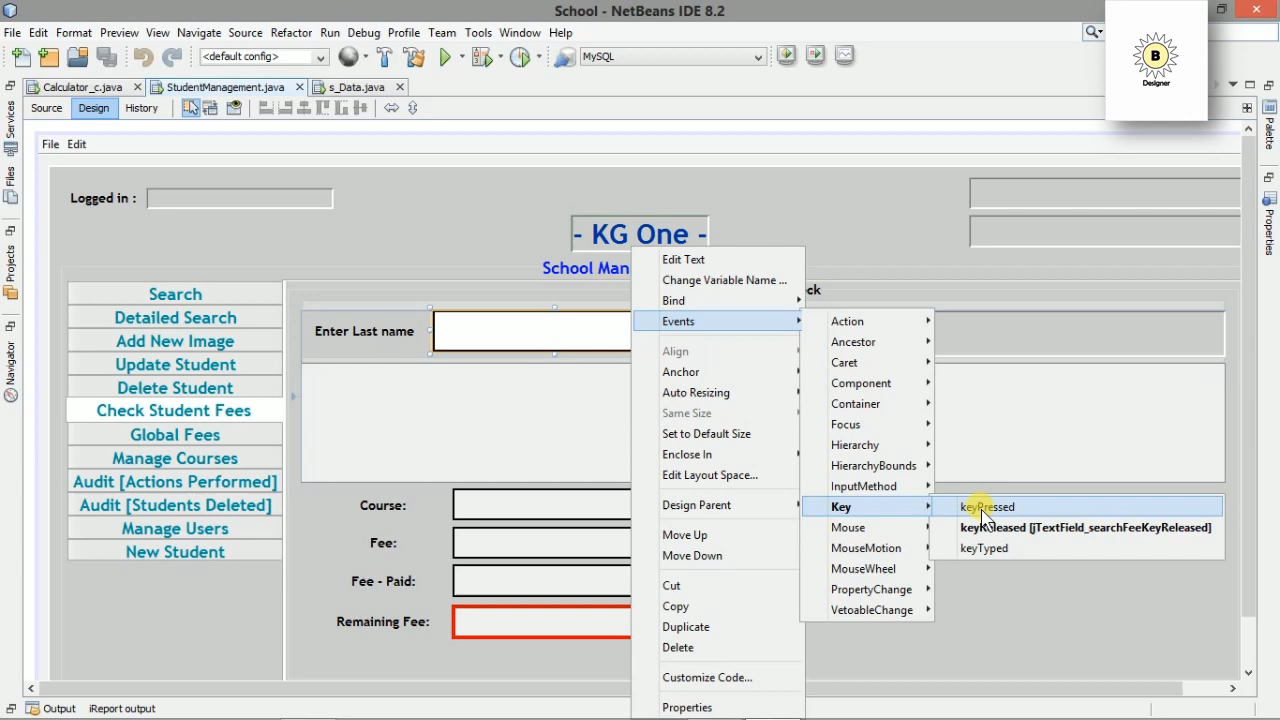 School - NetBeans IDE 8.2
File Edit Format Preview View Navigate Source Refactor Run Debug Profile Team Tools Window Help
<default config>
MySQL
B
Designer
Calculator_c.java
StudentManagement.java
s_Data.java
Source Design History
Services
Files
Projects
Navigator
Palette
Properties
File Edit
Logged in :
- KG One -
School Man
ck
Search
Detailed Search
Add New Image
Update Student
Delete Student
Check Student Fees
Global Fees
Manage Courses
Audit [Actions Performed]
Audit [Students Deleted]
Manage Users
New Student
Enter Last name
Course:
Fee:
Fee - Paid:
Remaining Fee:
Edit Text
Change Variable Name ...
Bind
Events
Align
Anchor
Auto Resizing
Same Size
Set to Default Size
Enclose In
Edit Layout Space...
Design Parent
Move Up
Move Down
Cut
Copy
Duplicate
Delete
Customize Code...
Properties
Action
Ancestor
Caret
Component
Container
Focus
Hierarchy
HierarchyBounds
InputMethod
Key
Mouse
MouseMotion
MouseWheel
PropertyChange
VetoableChange
keyPressed
keyReleased [jTextField_searchFeeKeyReleased]
keyTyped
Output
iReport output